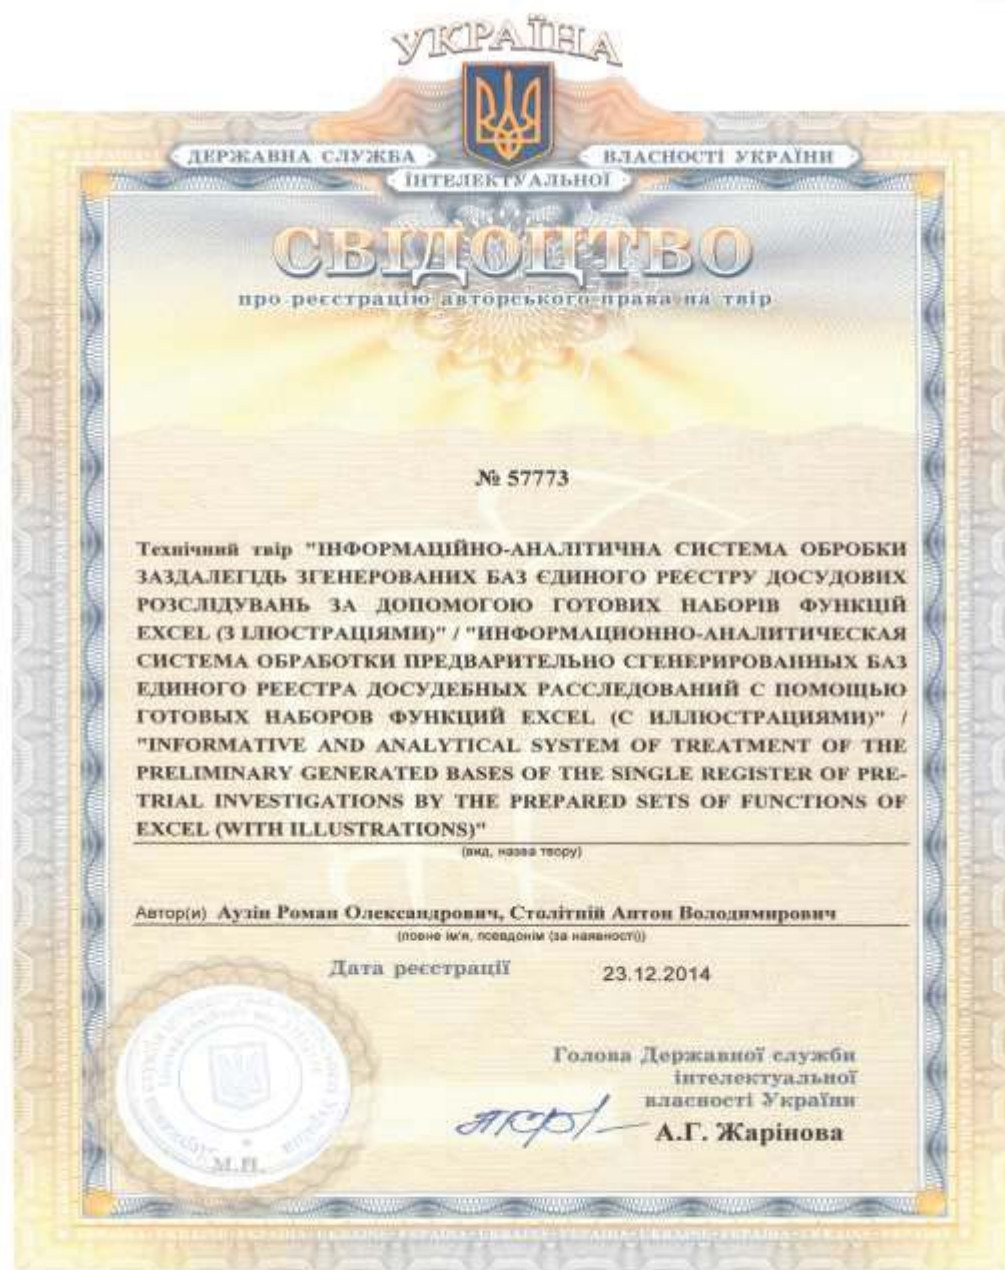 УКРАЇНА
ДЕРЖАВНА СЛУЖБА
ІНТЕЛЕКТУАЛЬНОЇ
ВЛАСНОСТІ УКРАЇНИ
СВІДОЦТВО
про реєстрацію авторського права на твір
№ 57773
Технічний твір "ІНФОРМАЦІЙНО-АНАЛІТИЧНА СИСТЕМА ОБРОБКИ
ЗАЗДАЛЕГІДЬ ЗГЕНЕРОВАНИХ БАЗ ЄДИНОГО РЕЄСТРУ ДОСУДОВИХ
РОЗСЛІДУВАНЬ ЗА ДОПОМОГОЮ ГОТОВИХ НАБОРІВ ФУНКЦІЙ
EXCEL (З ІЛЮСТРАЦІЯМИ)" / "ИНФОРМАЦИОННО-АНАЛИТИЧЕСКАЯ
СИСТЕМА ОБРАБОТКИ ПРЕДВАРИТЕЛЬНО СГЕНЕРИРОВАННЫХ БАЗ
ЕДИНОГО РЕЕСТРА ДОСУДЕБНЫХ РАССЛЕДОВАНИЙ С ПОМОЩЬЮ
ГОТОВЫХ НАБОРОВ ФУНКЦИЙ EXCEL (С ИЛЛЮСТРАЦИЯМИ)" /
"INFORMATIVE AND ANALYTICAL SYSTEM OF TREATMENT OF THE
PRELIMINARY GENERATED BASES OF THE SINGLE REGISTER OF PRE-
TRIAL INVESTIGATIONS BY THE PREPARED SETS OF FUNCTIONS OF
EXCEL (WITH ILLUSTRATIONS)"
(вид, назва твору)
Автор(и) Аузін Роман Олександрович, Столітній Антон Володимирович
(повне ім'я, псевдонім (за наявності))
Дата реєстрації 23.12.2014
Голова Державної служби
інтелектуальної
власності України
А.Г. Жарінова
М.П.